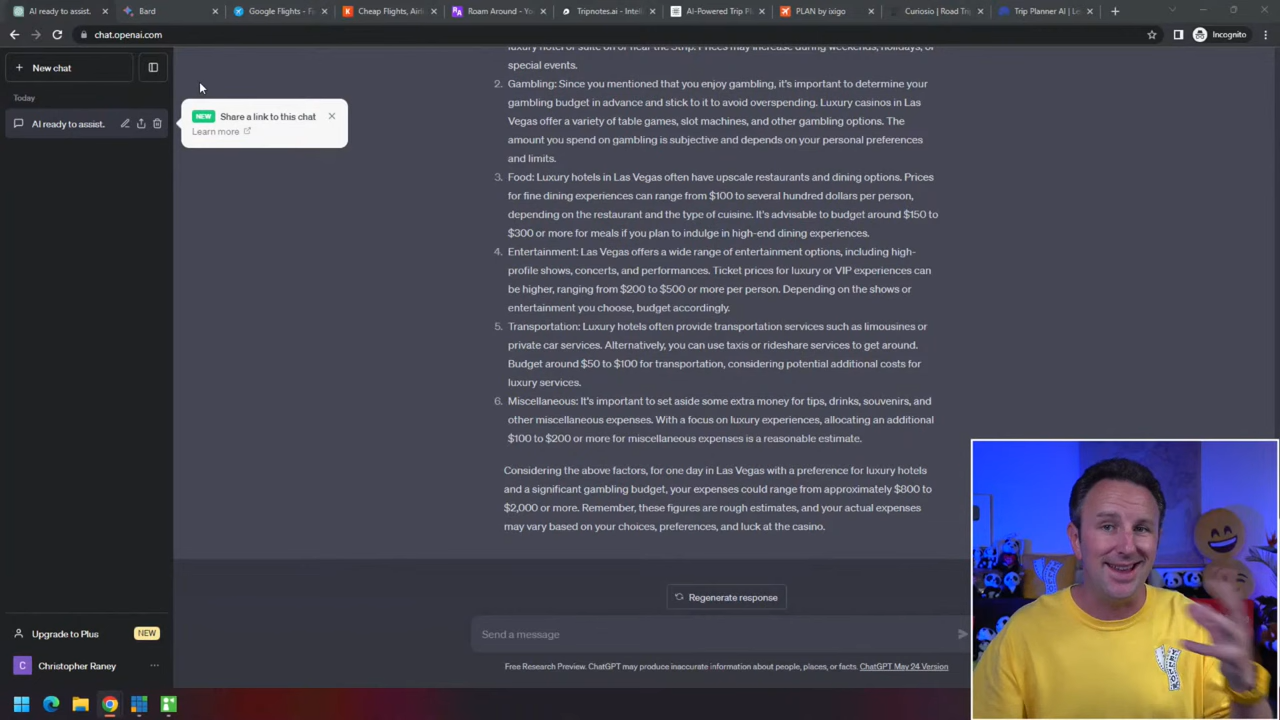 AI ready to assist.
Bard
Google Flights - F
Cheap Flights, Airli
Roam Around - Yo
Tripnotes.ai - Intelli
AI-Powered Trip Pl
PLAN by ixigo
Curiosio | Road Trip
Trip Planner AI | Le
chat.openai.com
Incognito
New chat
Today
AI ready to assist.
NEW Share a link to this chat
Learn more
luxury hotel or suite on or near the Strip. Prices may increase during weekends, holidays, or
special events.
2. Gambling: Since you mentioned that you enjoy gambling, it's important to determine your
gambling budget in advance and stick to it to avoid overspending. Luxury casinos in Las
Vegas offer a variety of table games, slot machines, and other gambling options. The
amount you spend on gambling is subjective and depends on your personal preferences
and limits.
3. Food: Luxury hotels in Las Vegas often have upscale restaurants and dining options. Prices
for fine dining experiences can range from $100 to several hundred dollars per person,
depending on the restaurant and the type of cuisine. It's advisable to budget around $150 to
$300 or more for meals if you plan to indulge in high-end dining experiences.
4. Entertainment: Las Vegas offers a wide range of entertainment options, including high-
profile shows, concerts, and performances. Ticket prices for luxury or VIP experiences can
be higher, ranging from $200 to $500 or more per person. Depending on the shows or
entertainment you choose, budget accordingly.
5. Transportation: Luxury hotels often provide transportation services such as limousines or
private car services. Alternatively, you can use taxis or rideshare services to get around.
Budget around $50 to $100 for transportation, considering potential additional costs for
luxury services.
6. Miscellaneous: It's important to set aside some extra money for tips, drinks, souvenirs, and
other miscellaneous expenses. With a focus on luxury experiences, allocating an additional
$100 to $200 or more for miscellaneous expenses is a reasonable estimate.
Considering the above factors, for one day in Las Vegas with a preference for luxury hotels
and a significant gambling budget, your expenses could range from approximately $800 to
$2,000 or more. Remember, these figures are rough estimates, and your actual expenses
may vary based on your choices, preferences, and luck at the casino.
Regenerate response
Send a message
Free Research Preview. ChatGPT may produce inaccurate information about people, places, or facts. ChatGPT May 24 Version
Upgrade to Plus NEW
C Christopher Raney